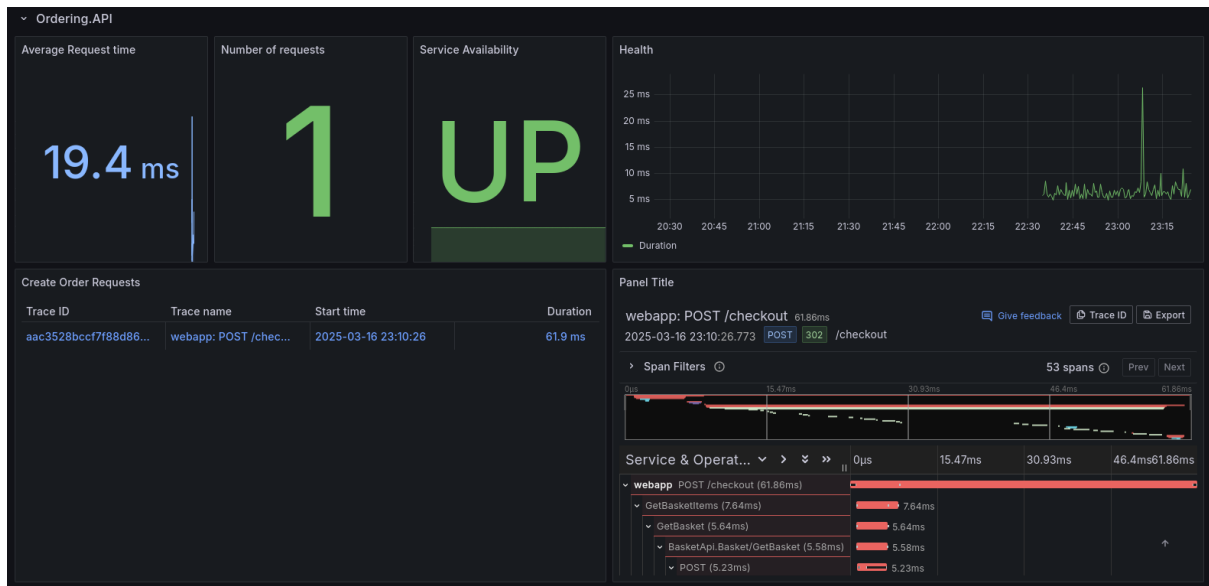 Ordering.API
Average Request time
19.4 ms
Number of requests
1
Service Availability
UP
Health
25 ms
20 ms
15 ms
10 ms
5 ms
20:30 20:45 21:00 21:15 21:30 21:45 22:00 22:15 22:30 22:45 23:00 23:15
Duration
Create Order Requests
Trace ID Trace name Start time Duration
aac3528bccf7f88d86... webapp: POST /chec... 2025-03-16 23:10:26 61.9 ms
Panel Title
webapp: POST /checkout 61.86ms
Give feedback Trace ID Export
2025-03-16 23:10:26.773 POST 302 /checkout
Span Filters 53 spans Prev Next
0μs 15.47ms 30.93ms 46.4ms 61.86ms
Service & Operat... 0μs 15.47ms 30.93ms 46.4ms 61.86ms
webapp POST /checkout (61.86ms)
GetBasketItems (7.64ms) 7.64ms
GetBasket (5.64ms) 5.64ms
BasketApi.Basket/GetBasket (5.58ms) 5.58ms
POST (5.23ms) 5.23ms